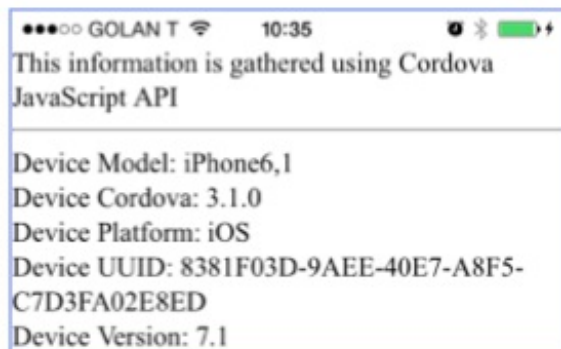 GOLAN T 10:35
This information is gathered using Cordova
JavaScript API
Device Model: iPhone6,1
Device Cordova: 3.1.0
Device Platform: iOS
Device UUID: 8381F03D-9AEE-40E7-A8F5-
C7D3FA02E8ED
Device Version: 7.1